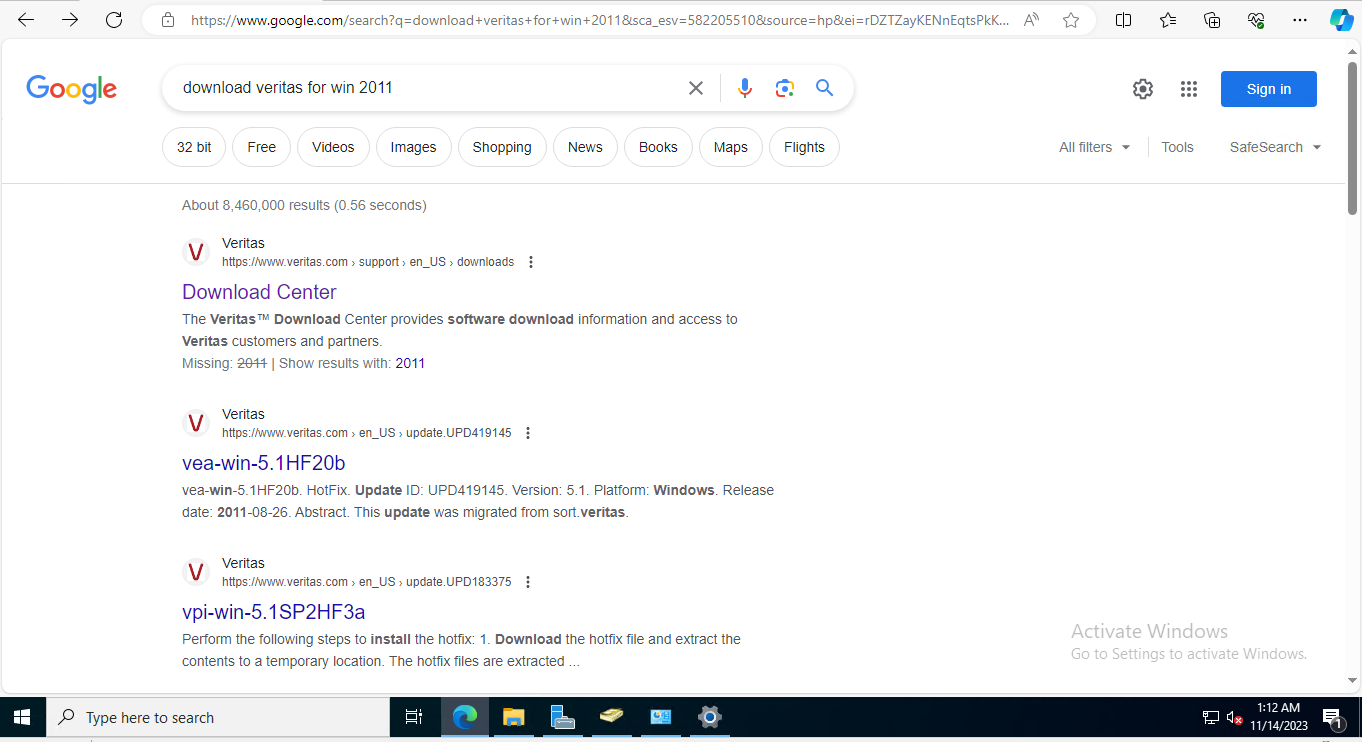 https://www.google.com/search?q=download+veritas+for+win+2011&sca_esv=582205510&source=hp&ei=rDZTZayKENnEqtsPkK...
Google
download veritas for win 2011
Sign in
32 bit
Free
Videos
Images
Shopping
News
Books
Maps
Flights
All filters
Tools
SafeSearch
About 8,460,000 results (0.56 seconds)
Veritas
https://www.veritas.com › support › en_US › downloads
Download Center
The Veritas™ Download Center provides software download information and access to
Veritas customers and partners.
Missing: 2011 | Show results with: 2011
Veritas
https://www.veritas.com › en_US › update.UPD419145
vea-win-5.1HF20b
vea-win-5.1HF20b. HotFix. Update ID: UPD419145. Version: 5.1. Platform: Windows. Release
date: 2011-08-26. Abstract. This update was migrated from sort.veritas.
Veritas
https://www.veritas.com › en_US › update.UPD183375
vpi-win-5.1SP2HF3a
Perform the following steps to install the hotfix: 1. Download the hotfix file and extract the
contents to a temporary location. The hotfix files are extracted ...
Activate Windows
Go to Settings to activate Windows.
Type here to search
1:12 AM
11/14/2023
1